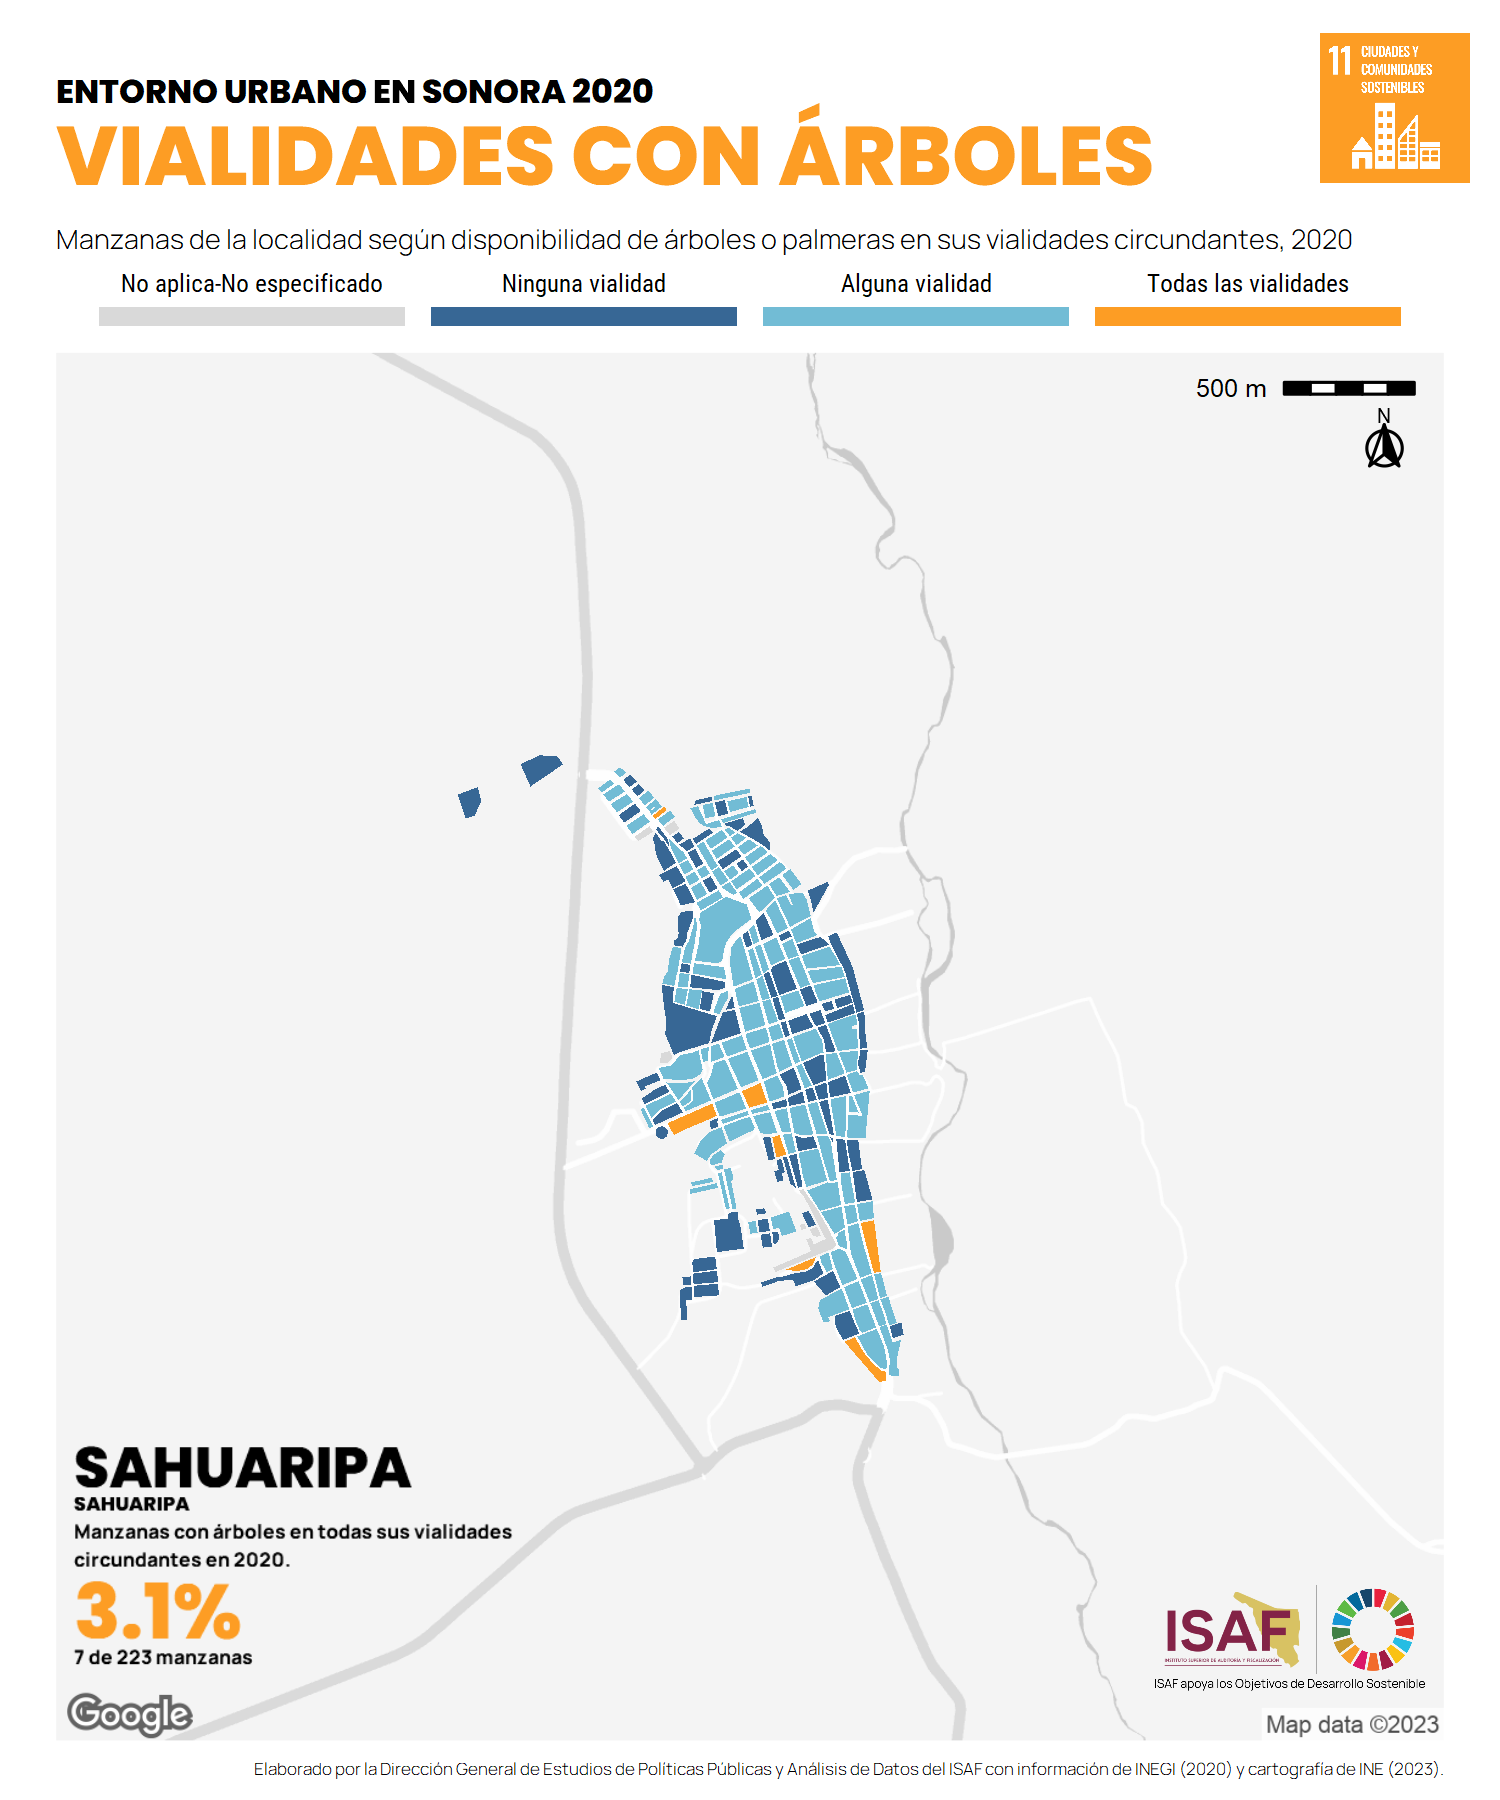 ENTORNO URBANO EN SONORA 2020
VIALIDADES CON ÁRBOLES
11 CIUDADES Y
COMUNIDADES
SOSTENIBLES
Manzanas de la localidad según disponibilidad de árboles o palmeras en sus vialidades circundantes, 2020
No aplica-No especificado Ninguna vialidad Alguna vialidad Todas las vialidades
500 m
N
SAHUARIPA
SAHUARIPA
Manzanas con árboles en todas sus vialidades
circundantes en 2020.
3.1%
7 de 223 manzanas
ISAF
INSTITUTO SUPERIOR DE AUDITORÍA Y FISCALIZACIÓN
ISAF apoya los Objetivos de Desarrollo Sostenible
Google
Map data ©2023
Elaborado por la Dirección General de Estudios de Políticas Públicas y Análisis de Datos del ISAF con información de INEGI (2020) y cartografía de INE (2023).